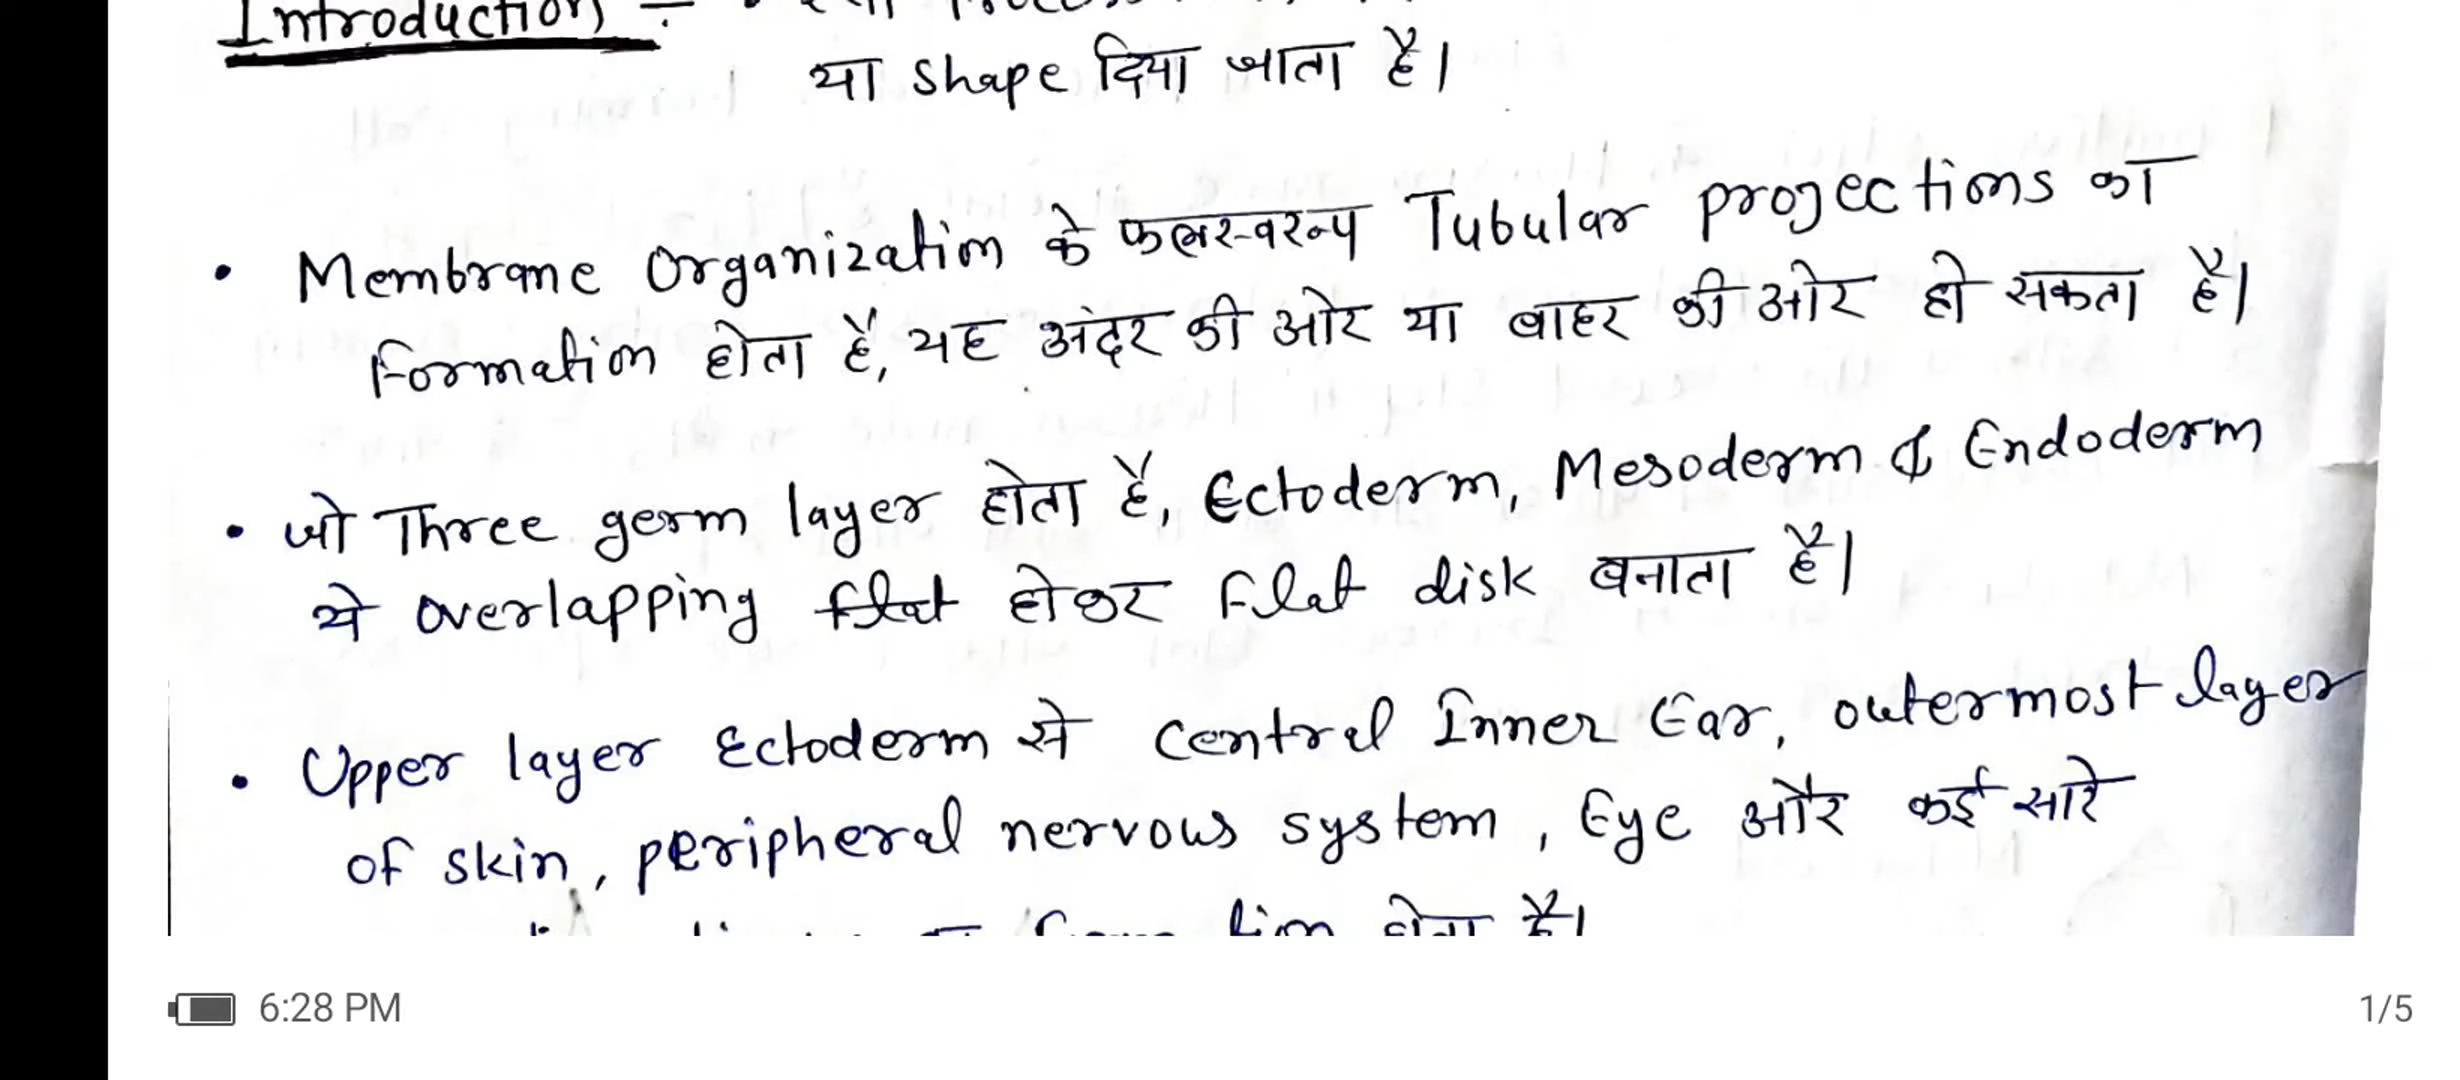 Introduction :-
या shape दिया जाता है।
• Membrane organization के फलस्वरूप Tubular projections का
formation होता है, यह अंदर की ओर या बाहर की ओर हो सकता है।
• जो Three germ layer होता है, Ectoderm, Mesoderm & Endoderm
ये overlapping flat होकर flat disk बनाता है।
• Upper layer Ectoderm से Central Inner Ear, outermost layer
of skin, peripheral nervous system, Eye और कई सारे
होता है।
6:28 PM
1/5